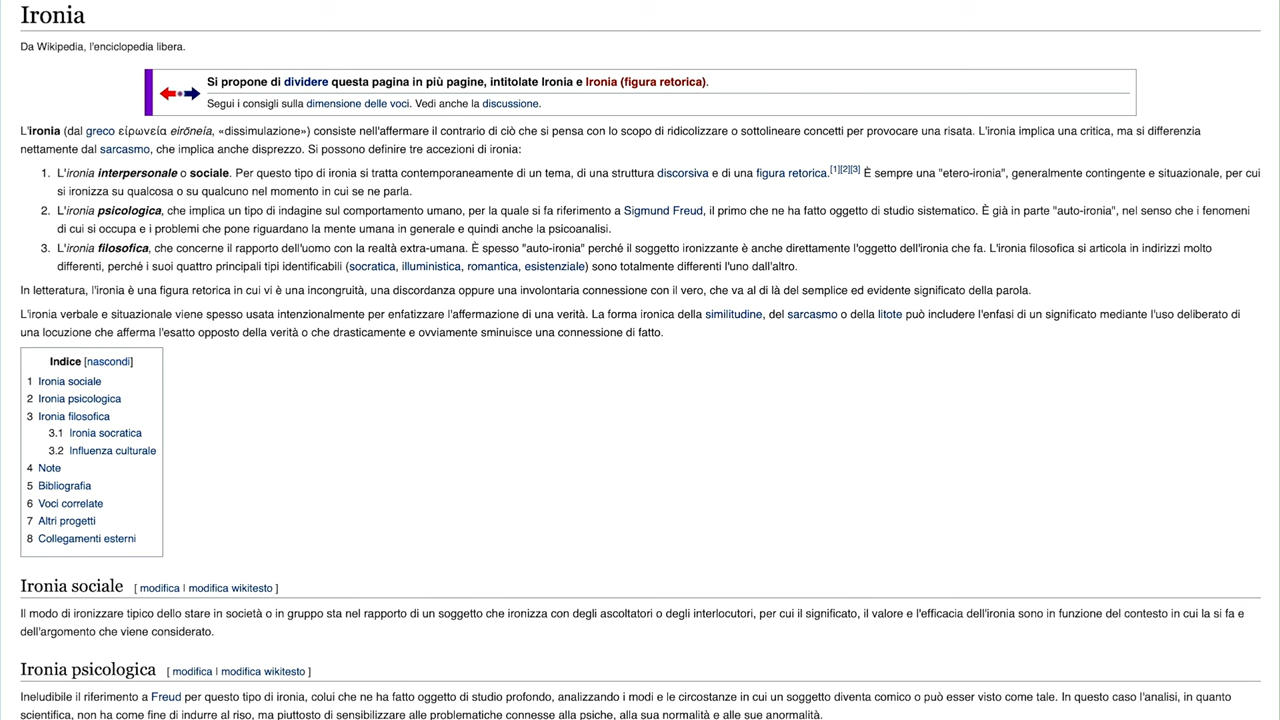 Ironia
Da Wikipedia, l'enciclopedia libera.
Si propone di dividere questa pagina in più pagine, intitolate Ironia e Ironia (figura retorica).
Segui i consigli sulla dimensione delle voci. Vedi anche la discussione.
L'ironia (dal greco εἰρωνεία eirōneía, «dissimulazione») consiste nell'affermare il contrario di ciò che si pensa con lo scopo di ridicolizzare o sottolineare concetti per provocare una risata. L'ironia implica una critica, ma si differenzia
nettamente dal sarcasmo, che implica anche disprezzo. Si possono definire tre accezioni di ironia:
1. L'ironia interpersonale o sociale. Per questo tipo di ironia si tratta contemporaneamente di un tema, di una struttura discorsiva e di una figura retorica.[1][2][3] È sempre una "etero-ironia", generalmente contingente e situazionale, per cui
si ironizza su qualcosa o su qualcuno nel momento in cui se ne parla.
2. L'ironia psicologica, che implica un tipo di indagine sul comportamento umano, per la quale si fa riferimento a Sigmund Freud, il primo che ne ha fatto oggetto di studio sistematico. È già in parte "auto-ironia", nel senso che i fenomeni
di cui si occupa e i problemi che pone riguardano la mente umana in generale e quindi anche la psicoanalisi.
3. L'ironia filosofica, che concerne il rapporto dell'uomo con la realtà extra-umana. È spesso "auto-ironia" perché il soggetto ironizzante è anche direttamente l'oggetto dell'ironia che fa. L'ironia filosofica si articola in indirizzi molto
differenti, perché i suoi quattro principali tipi identificabili (socratica, illuministica, romantica, esistenziale) sono totalmente differenti l'uno dall'altro.
In letteratura, l'ironia è una figura retorica in cui vi è una incongruità, una discordanza oppure una involontaria connessione con il vero, che va al di là del semplice ed evidente significato della parola.
L'ironia verbale e situazionale viene spesso usata intenzionalmente per enfatizzare l'affermazione di una verità. La forma ironica della similitudine, del sarcasmo o della litote può includere l'enfasi di un significato mediante l'uso deliberato di
una locuzione che afferma l'esatto opposto della verità o che drasticamente e ovviamente sminuisce una connessione di fatto.
Indice [nascondi]
1 Ironia sociale
2 Ironia psicologica
3 Ironia filosofica
3.1 Ironia socratica
3.2 Influenza culturale
4 Note
5 Bibliografia
6 Voci correlate
7 Altri progetti
8 Collegamenti esterni
Ironia sociale [ modifica | modifica wikitesto ]
Il modo di ironizzare tipico dello stare in società o in gruppo sta nel rapporto di un soggetto che ironizza con degli ascoltatori o degli interlocutori, per cui il significato, il valore e l'efficacia dell'ironia sono in funzione del contesto in cui la si fa e
dell'argomento che viene considerato.
Ironia psicologica [ modifica | modifica wikitesto ]
Ineludibile il riferimento a Freud per questo tipo di ironia, colui che ne ha fatto oggetto di studio profondo, analizzando i modi e le circostanze in cui un soggetto diventa comico o può esser visto come tale. In questo caso l'analisi, in quanto
scientifica, non ha come fine di indurre al riso, ma piuttosto di sensibilizzare alle problematiche connesse alla psiche, alla sua normalità e alle sue anormalità.